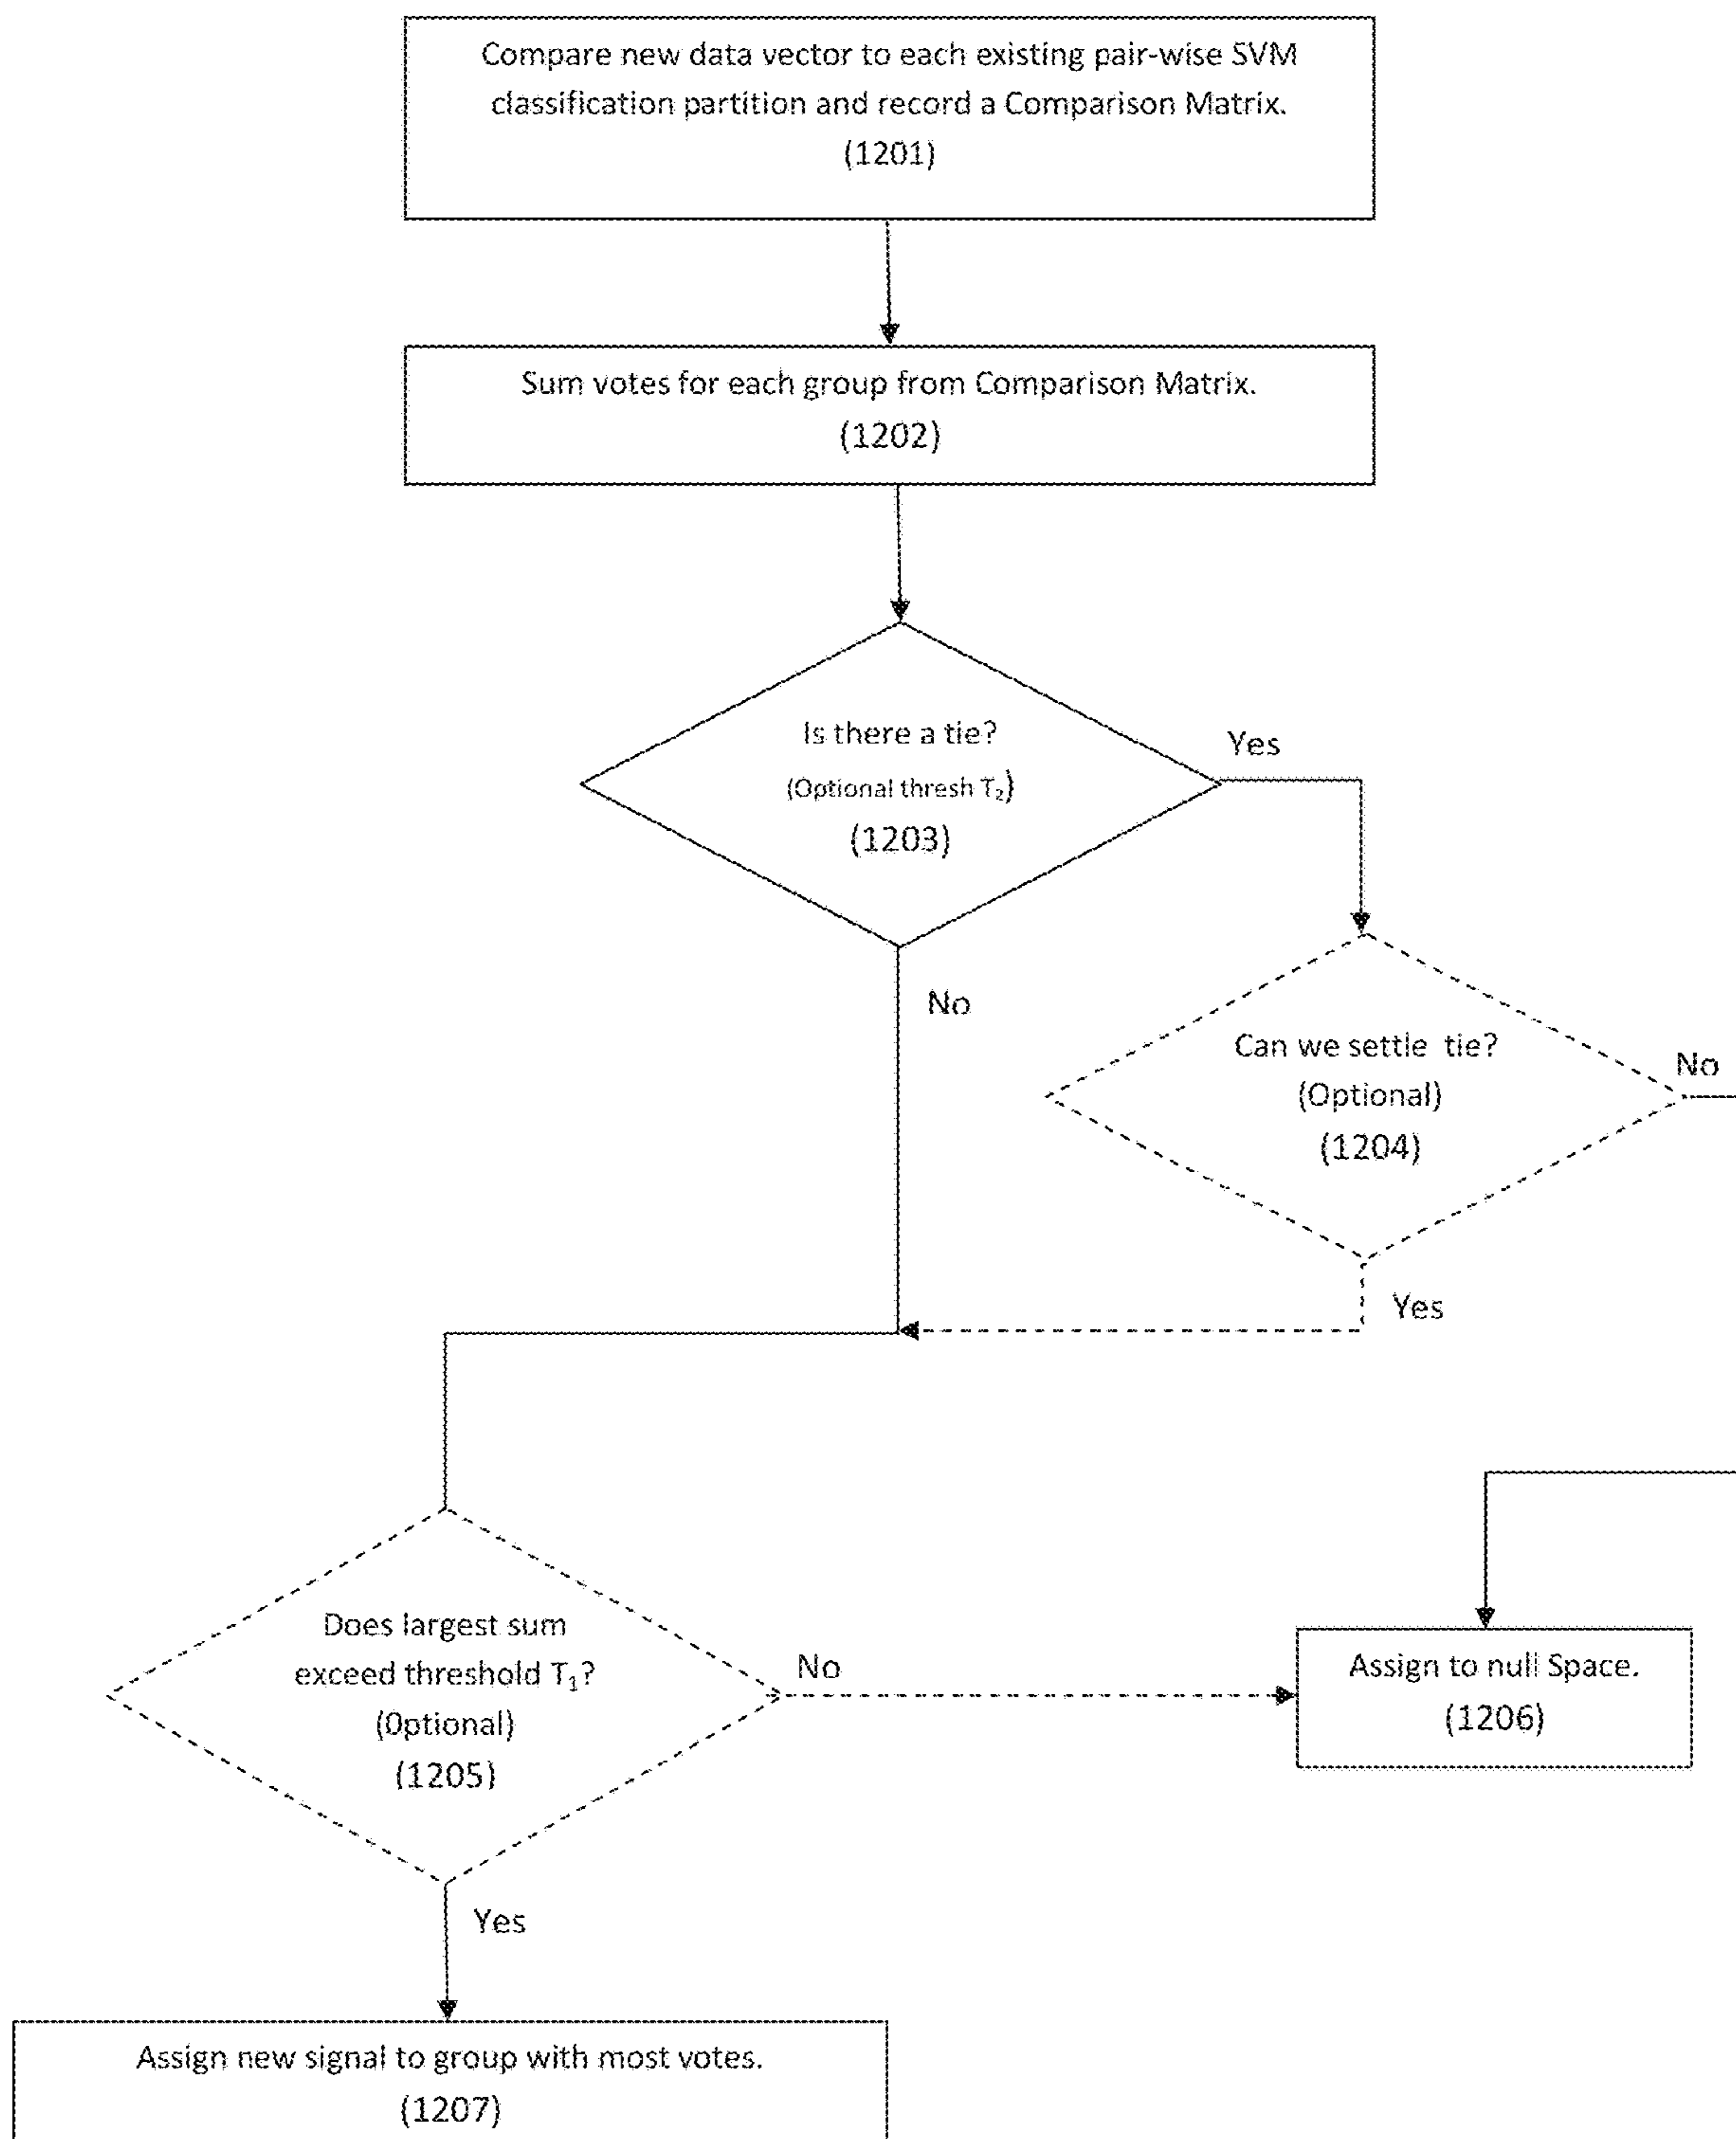 Compare new data vector to each existing pair-wise SVM
classification partition and record a Comparison Matrix.
(1201)
Sum votes for each group from Comparison Matrix.
(1202)
Is there a tie?
(Optional thresh T₂)
(1203)
Yes
No
Can we settle tie?
(Optional)
(1204)
No
Yes
Does largest sum
exceed threshold T₁?
(Optional)
(1205)
No
Assign to null Space.
(1206)
Yes
Assign new signal to group with most votes.
(1207)